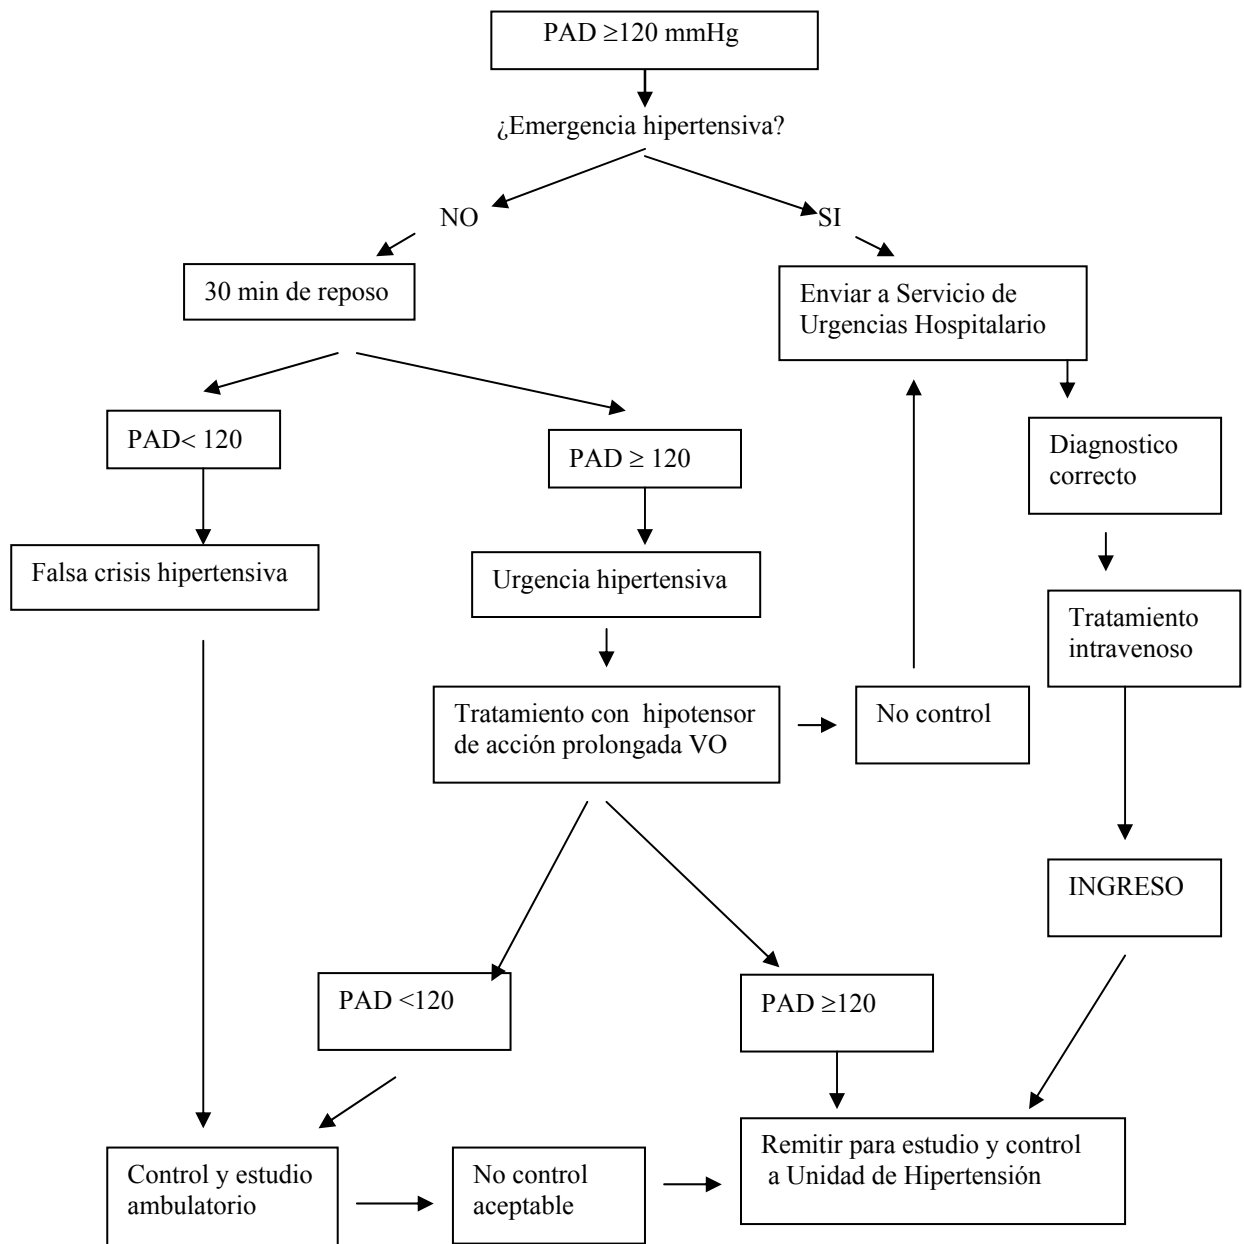 PAD ≥120 mmHg
¿Emergencia hipertensiva?
NO
SI
30 min de reposo
Enviar a Servicio de
Urgencias Hospitalario
PAD< 120
PAD ≥ 120
Diagnostico
correcto
Falsa crisis hipertensiva
Urgencia hipertensiva
Tratamiento
intravenoso
Tratamiento con hipotensor
de acción prolongada VO
No control
INGRESO
PAD <120
PAD ≥120
Control y estudio
ambulatorio
No control
aceptable
Remitir para estudio y control
a Unidad de Hipertensión